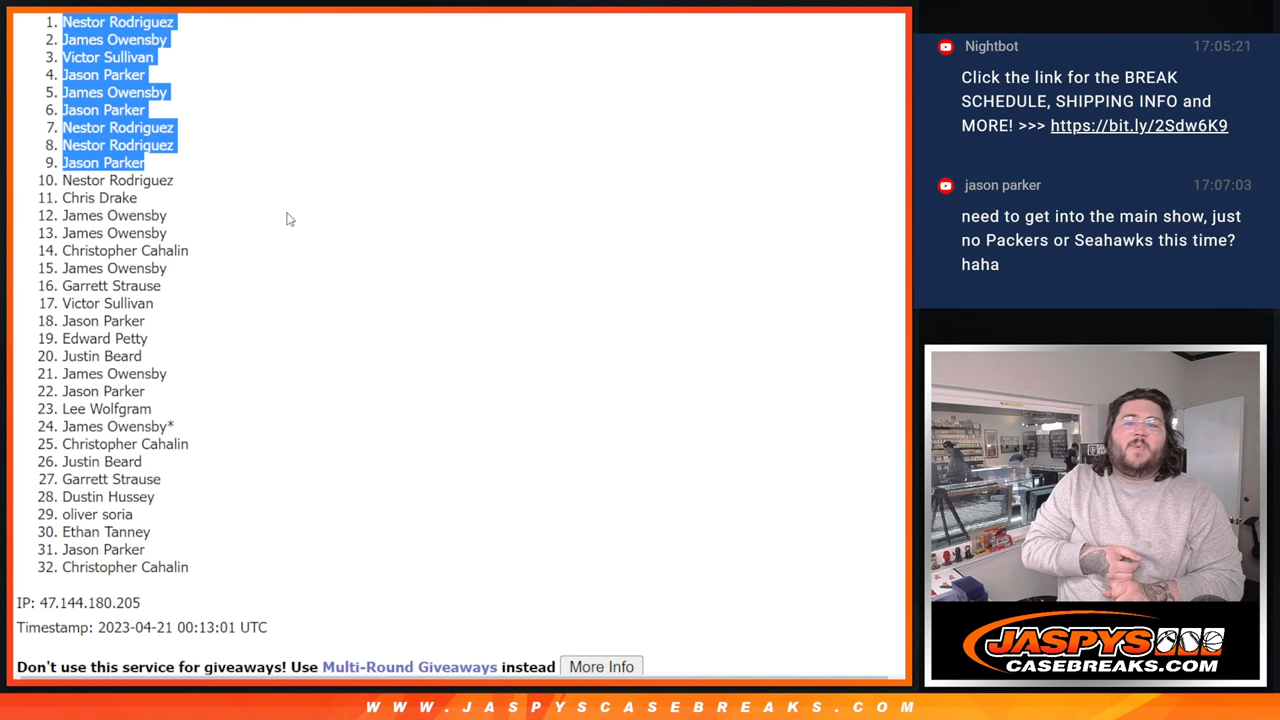 1. Nestor Rodriguez
2. James Owensby
3. Victor Sullivan
4. Jason Parker
5. James Owensby
6. Jason Parker
7. Nestor Rodriguez
8. Nestor Rodriguez
9. Jason Parker
10. Nestor Rodriguez
11. Chris Drake
12. James Owensby
13. James Owensby
14. Christopher Cahalin
15. James Owensby
16. Garrett Strause
17. Victor Sullivan
18. Jason Parker
19. Edward Petty
20. Justin Beard
21. James Owensby
22. Jason Parker
23. Lee Wolfgram
24. James Owensby*
25. Christopher Cahalin
26. Justin Beard
27. Garrett Strause
28. Dustin Hussey
29. oliver soria
30. Ethan Tanney
31. Jason Parker
32. Christopher Cahalin
IP: 47.144.180.205
Timestamp: 2023-04-21 00:13:01 UTC
Don't use this service for giveaways! Use Multi-Round Giveaways instead More Info
Nightbot 17:05:21
Click the link for the BREAK
SCHEDULE, SHIPPING INFO and
MORE! >>> https://bit.ly/2Sdw6K9
jason parker 17:07:03
need to get into the main show, just
no Packers or Seahawks this time?
haha
JASPYS
CASEBREAKS.COM
WWW.JASPYSCASEBREAKS.COM